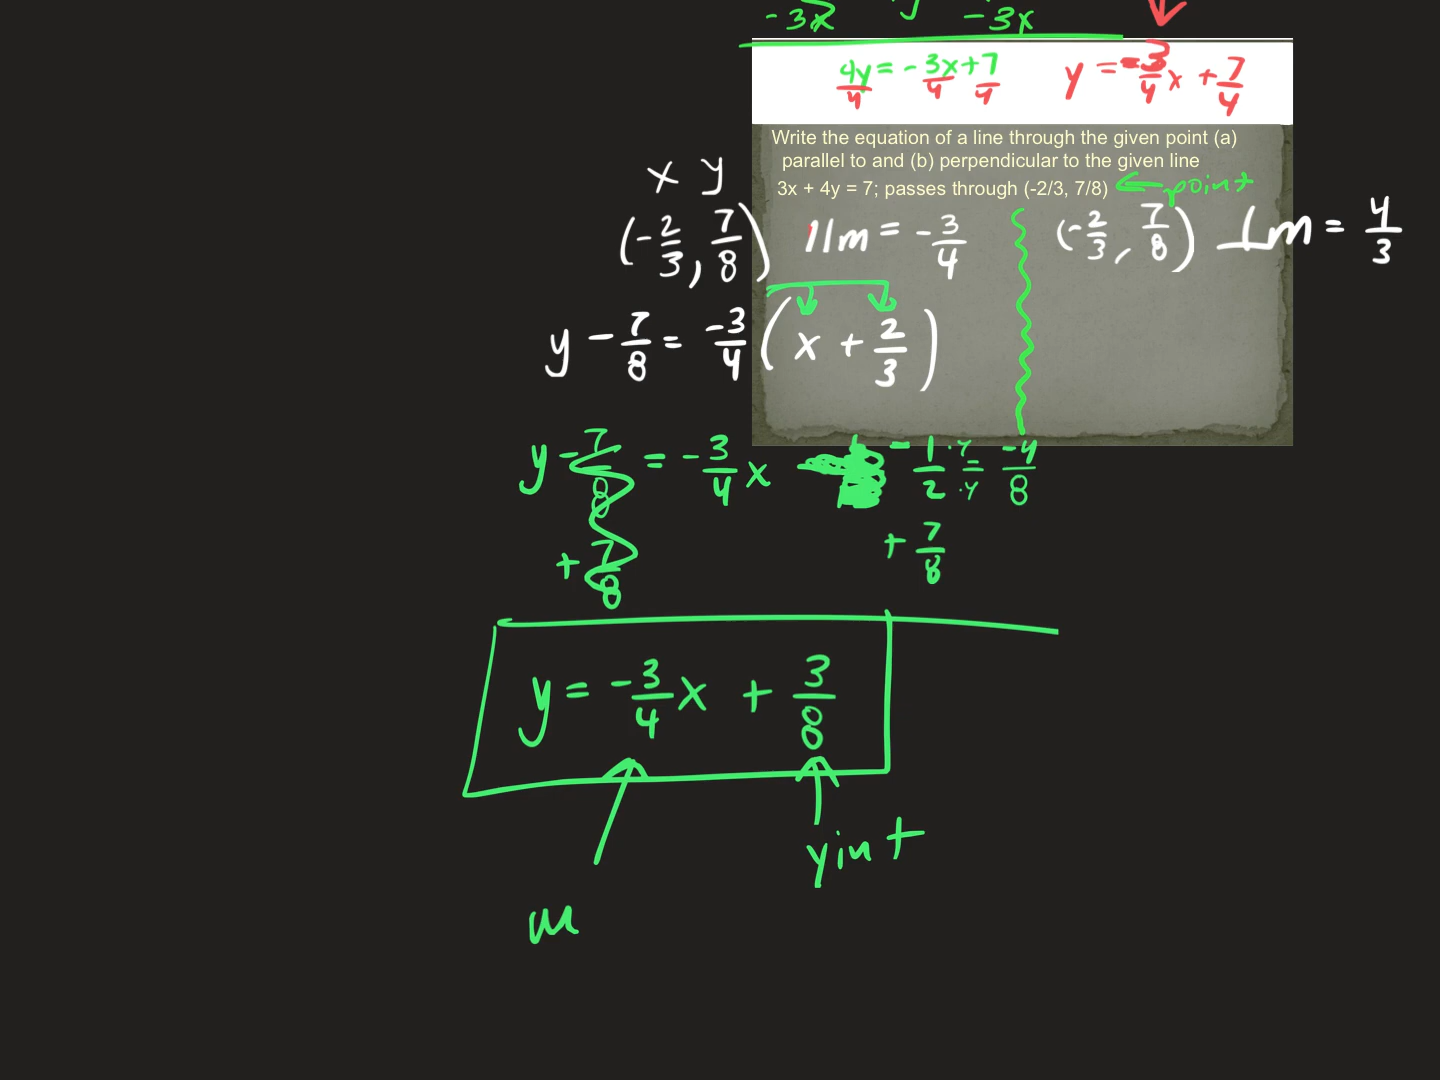 -3x y -3x
4y/4 = -3x/4 + 7/4 y = -3/4 x + 7/4
Write the equation of a line through the given point (a)
parallel to and (b) perpendicular to the given line
3x + 4y = 7; passes through (-2/3, 7/8) ← point
x y
(-2/3, 7/8) || m = -3/4 (-2/3, 7/8) ⊥ m = 4/3
y - 7/8 = -3/4 (x + 2/3)
y - 7/8 = -3/4 x - 1/2 ·4/·4 = -4/8
+ 7/8 + 7/8
y = -3/4 x + 3/8
y int
m